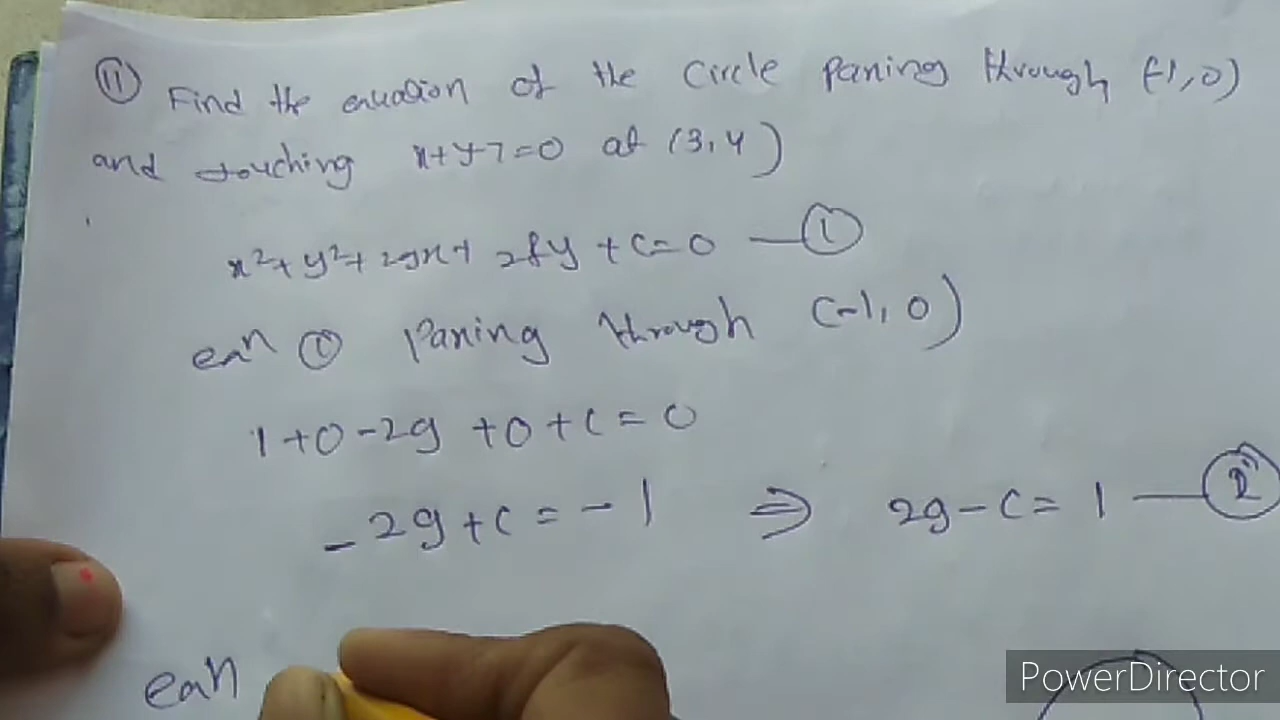 (11) Find the equation of the Circle passing through (-1,0)
and touching x+y-7=0 at (3,4)
x²+y²+2gx+2fy+c=0 — (1)
eqn (1) passing through (-1,0)
1+0-2g+0+c=0
-2g+c=-1 ⇒ 2g-c=1 — (2)
eqn
PowerDirector